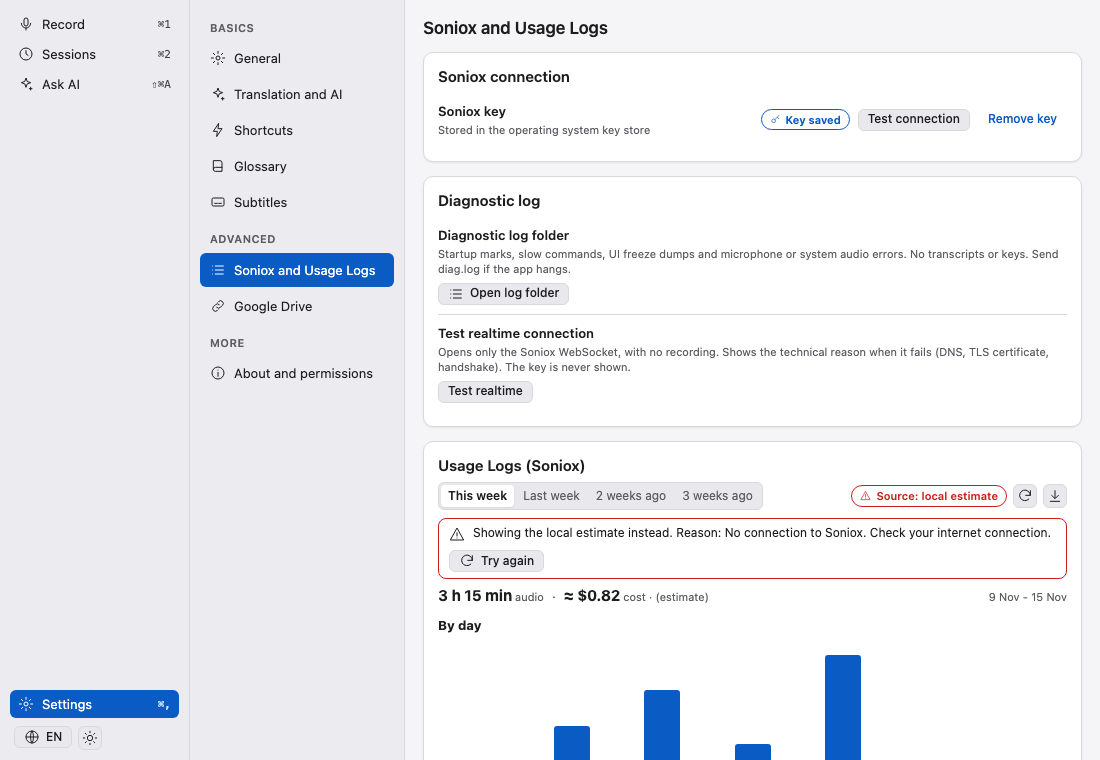 Record ⌘1
Sessions ⌘2
Ask AI ⇧⌘A
Settings ⌘,
EN
BASICS
General
Translation and AI
Shortcuts
Glossary
Subtitles
ADVANCED
Soniox and Usage Logs
Google Drive
MORE
About and permissions
Soniox and Usage Logs
Soniox connection
Soniox key
Stored in the operating system key store
Key saved
Test connection
Remove key
Diagnostic log
Diagnostic log folder
Startup marks, slow commands, UI freeze dumps and microphone or system audio errors. No transcripts or keys. Send
diag.log if the app hangs.
Open log folder
Test realtime connection
Opens only the Soniox WebSocket, with no recording. Shows the technical reason when it fails (DNS, TLS certificate,
handshake). The key is never shown.
Test realtime
Usage Logs (Soniox)
This week Last week 2 weeks ago 3 weeks ago
Source: local estimate
Showing the local estimate instead. Reason: No connection to Soniox. Check your internet connection.
Try again
3 h 15 min audio · ≈ $0.82 cost · (estimate)
9 Nov - 15 Nov
By day